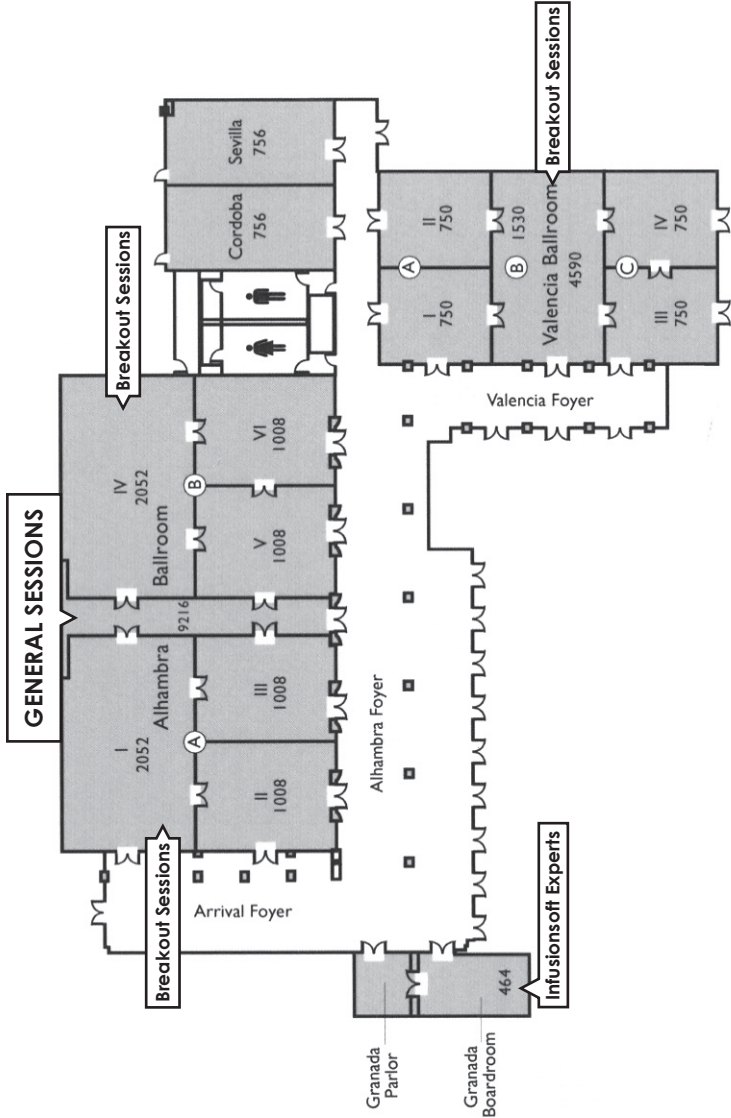 GENERAL SESSIONS
Breakout Sessions
Breakout Sessions
I
2052
IV
2052
Alhambra
Ballroom
9216
A
B
II
1008
III
1008
V
1008
VI
1008
Cordoba
756
Sevilla
756
Arrival Foyer
Alhambra Foyer
Granada
Parlor
Granada
Boardroom
464
Infusionsoft Experts
Valencia Foyer
I
750
II
750
A
B
1530
Valencia Ballroom
4590
C
III
750
IV
750
Breakout Sessions